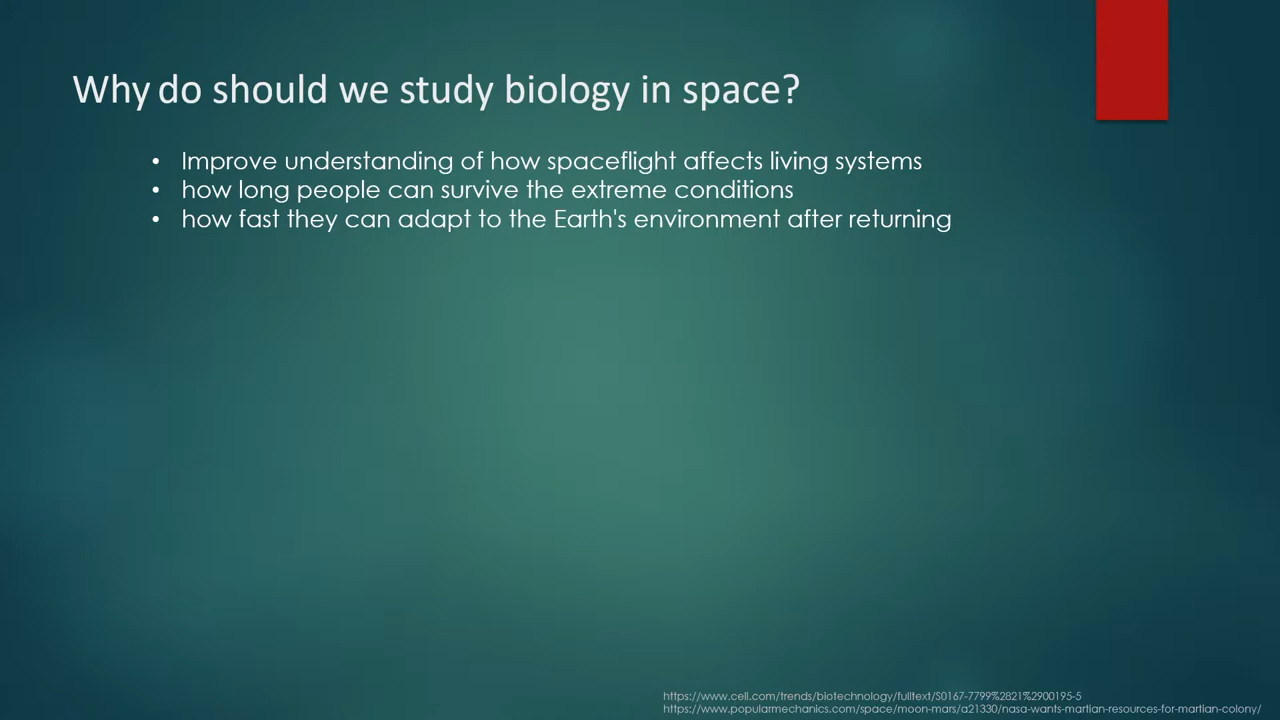 Why do should we study biology in space?
• Improve understanding of how spaceflight affects living systems
• how long people can survive the extreme conditions
• how fast they can adapt to the Earth's environment after returning
https://www.cell.com/trends/biotechnology/fulltext/S0167-7799%2821%2900195-5
https://www.popularmechanics.com/space/moon-mars/a21330/nasa-wants-martian-resources-for-martian-colony/